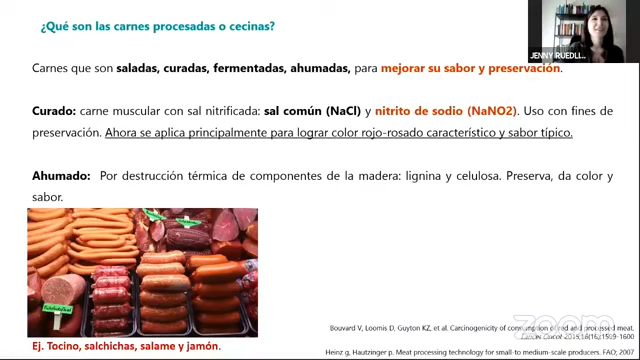 ¿Qué son las carnes procesadas o cecinas?
JENNY RUEDLI...
Carnes que son saladas, curadas, fermentadas, ahumadas, para mejorar su sabor y preservación.
Curado: carne muscular con sal nitrificada: sal común (NaCl) y nitrito de sodio (NaNO2). Uso con fines de
preservación. Ahora se aplica principalmente para lograr color rojo-rosado característico y sabor típico.
Ahumado: Por destrucción térmica de componentes de la madera: lignina y celulosa. Preserva, da color y
sabor.
Ej. Tocino, salchichas, salame y jamón.
Bouvard V, Loomis D, Guyton KZ, et al. Carcinogenicity of consumption of red and processed meat.
Lancet Oncol 2015;16(16):1599-1600
zoom
Heinz g, Hautzinger p. Meat processing technology for small-to medium-scale producers. FAO; 2007